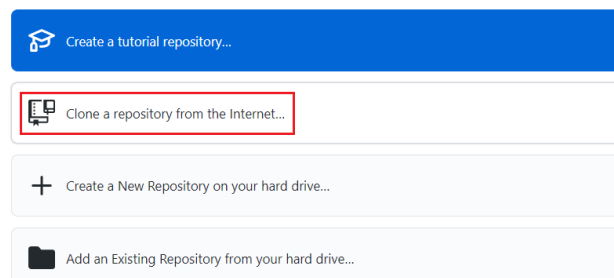 Create a tutorial repository...
Clone a repository from the Internet...
Create a New Repository on your hard drive...
Add an Existing Repository from your hard drive...